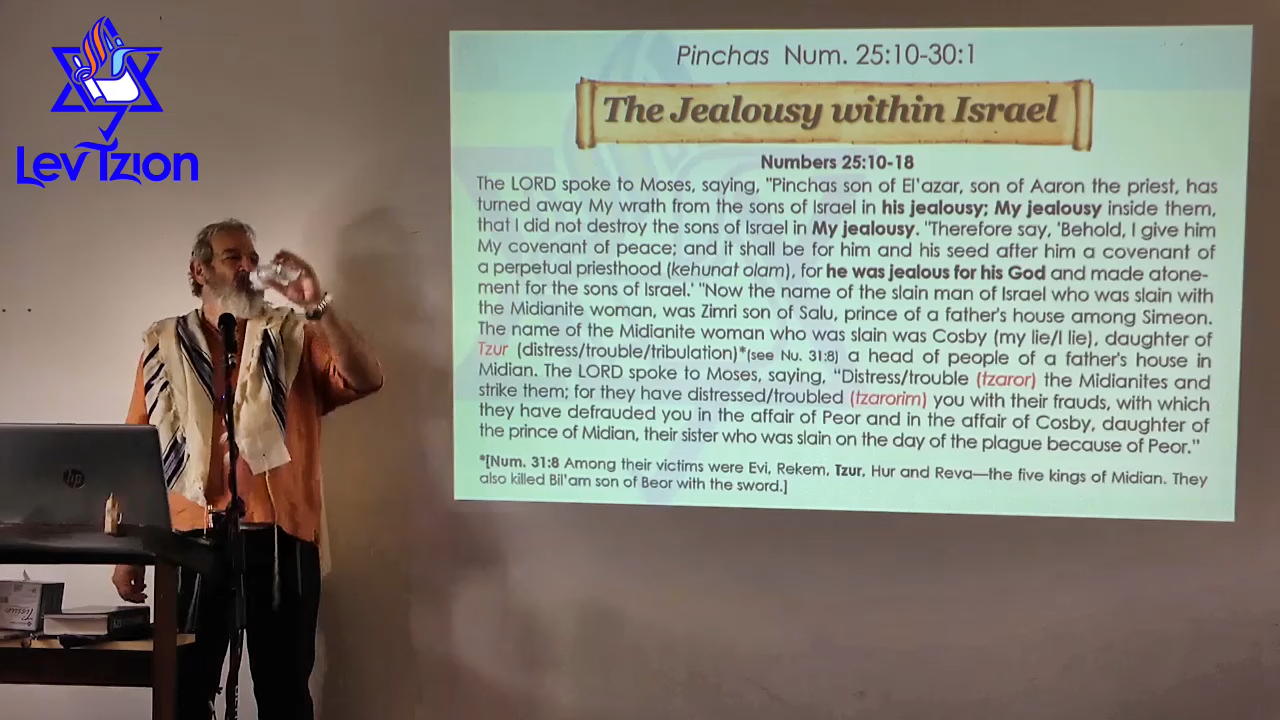 Lev Tzion
Pinchas Num. 25:10-30:1
The Jealousy within Israel
Numbers 25:10-18
The LORD spoke to Moses, saying, "Pinchas son of El'azar, son of Aaron the priest, has
turned away My wrath from the sons of Israel in his jealousy; My jealousy inside them,
that I did not destroy the sons of Israel in My jealousy. "Therefore say, 'Behold, I give him
My covenant of peace; and it shall be for him and his seed after him a covenant of
a perpetual priesthood (kehunat olam), for he was jealous for his God and made atone-
ment for the sons of Israel.' "Now the name of the slain man of Israel who was slain with
the Midianite woman, was Zimri son of Salu, prince of a father's house among Simeon.
The name of the Midianite woman who was slain was Cosby (my lie/I lie), daughter of
Tzur (distress/trouble/tribulation)*(see Nu. 31:8) a head of people of a father's house in
Midian. The LORD spoke to Moses, saying, "Distress/trouble (tzaror) the Midianites and
strike them; for they have distressed/troubled (tzarorim) you with their frauds, with which
they have defrauded you in the affair of Peor and in the affair of Cosby, daughter of
the prince of Midian, their sister who was slain on the day of the plague because of Peor."
*[Num. 31:8 Among their victims were Evi, Rekem, Tzur, Hur and Reva—the five kings of Midian. They
also killed Bil'am son of Beor with the sword.]
hp
Tissue